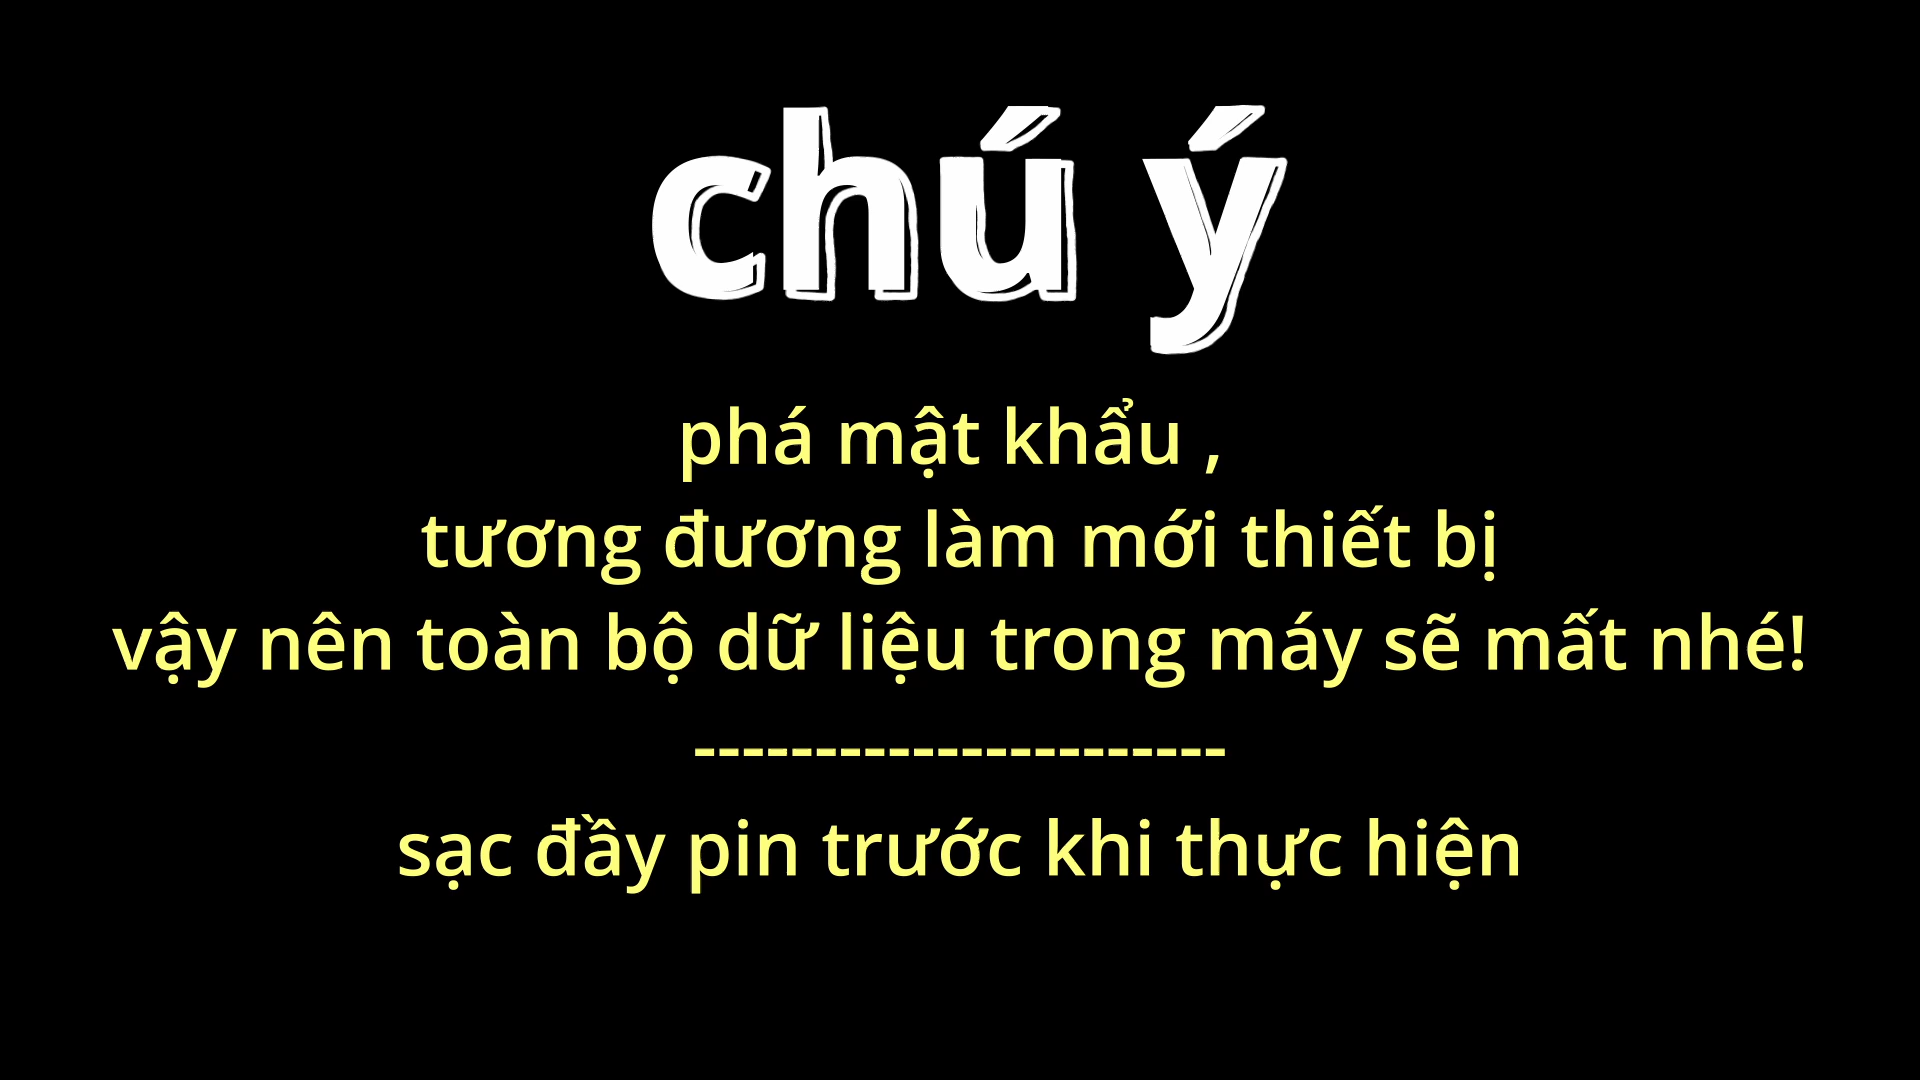 chú ý
phá mật khẩu ,
tương đương làm mới thiết bị
vậy nên toàn bộ dữ liệu trong máy sẽ mất nhé!
----------------------
sạc đầy pin trước khi thực hiện